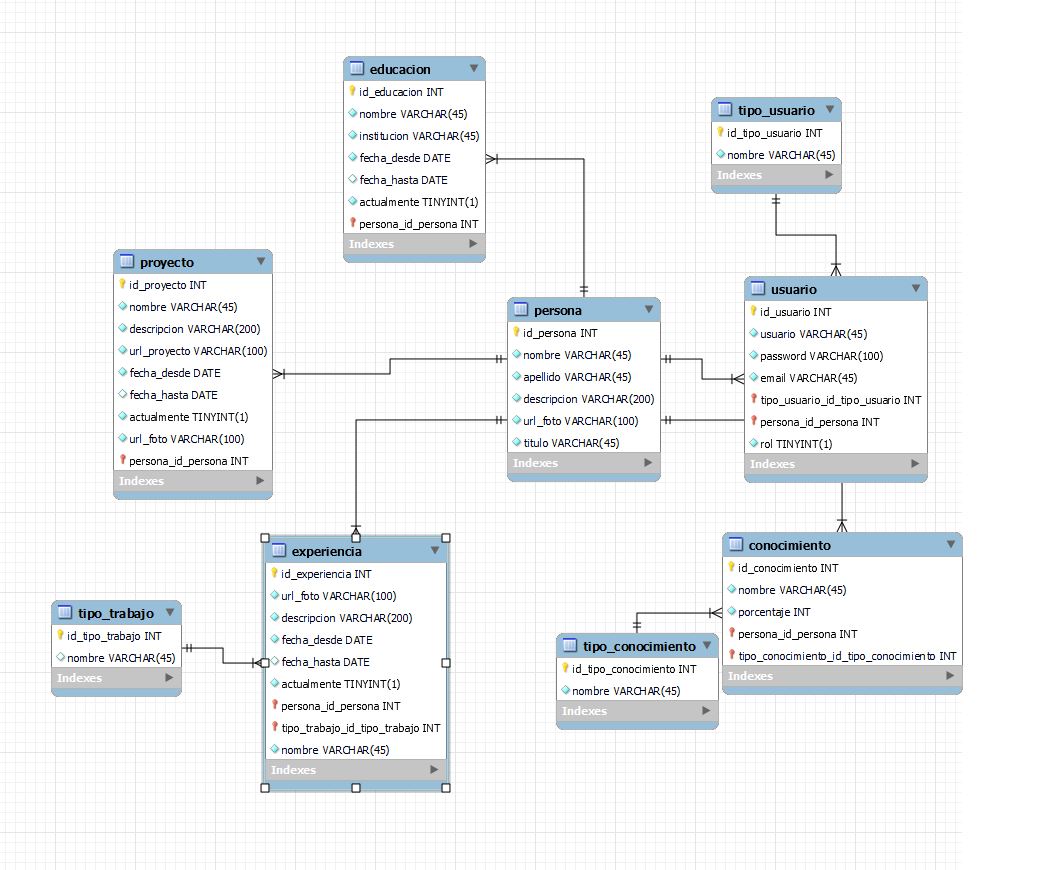 educacion
id_educacion INT
nombre VARCHAR(45)
institucion VARCHAR(45)
fecha_desde DATE
fecha_hasta DATE
actualmente TINYINT(1)
persona_id_persona INT
Indexes
tipo_usuario
id_tipo_usuario INT
nombre VARCHAR(45)
Indexes
proyecto
id_proyecto INT
nombre VARCHAR(45)
descripcion VARCHAR(200)
url_proyecto VARCHAR(100)
fecha_desde DATE
fecha_hasta DATE
actualmente TINYINT(1)
url_foto VARCHAR(100)
persona_id_persona INT
Indexes
persona
id_persona INT
nombre VARCHAR(45)
apellido VARCHAR(45)
descripcion VARCHAR(200)
url_foto VARCHAR(100)
titulo VARCHAR(45)
Indexes
usuario
id_usuario INT
usuario VARCHAR(45)
password VARCHAR(100)
email VARCHAR(45)
tipo_usuario_id_tipo_usuario INT
persona_id_persona INT
rol TINYINT(1)
Indexes
experiencia
id_experiencia INT
url_foto VARCHAR(100)
descripcion VARCHAR(200)
fecha_desde DATE
fecha_hasta DATE
actualmente TINYINT(1)
persona_id_persona INT
tipo_trabajo_id_tipo_trabajo INT
nombre VARCHAR(45)
Indexes
tipo_trabajo
id_tipo_trabajo INT
nombre VARCHAR(45)
Indexes
conocimiento
id_conocimiento INT
nombre VARCHAR(45)
porcentaje INT
persona_id_persona INT
tipo_conocimiento_id_tipo_conocimiento INT
Indexes
tipo_conocimiento
id_tipo_conocimiento INT
nombre VARCHAR(45)
Indexes